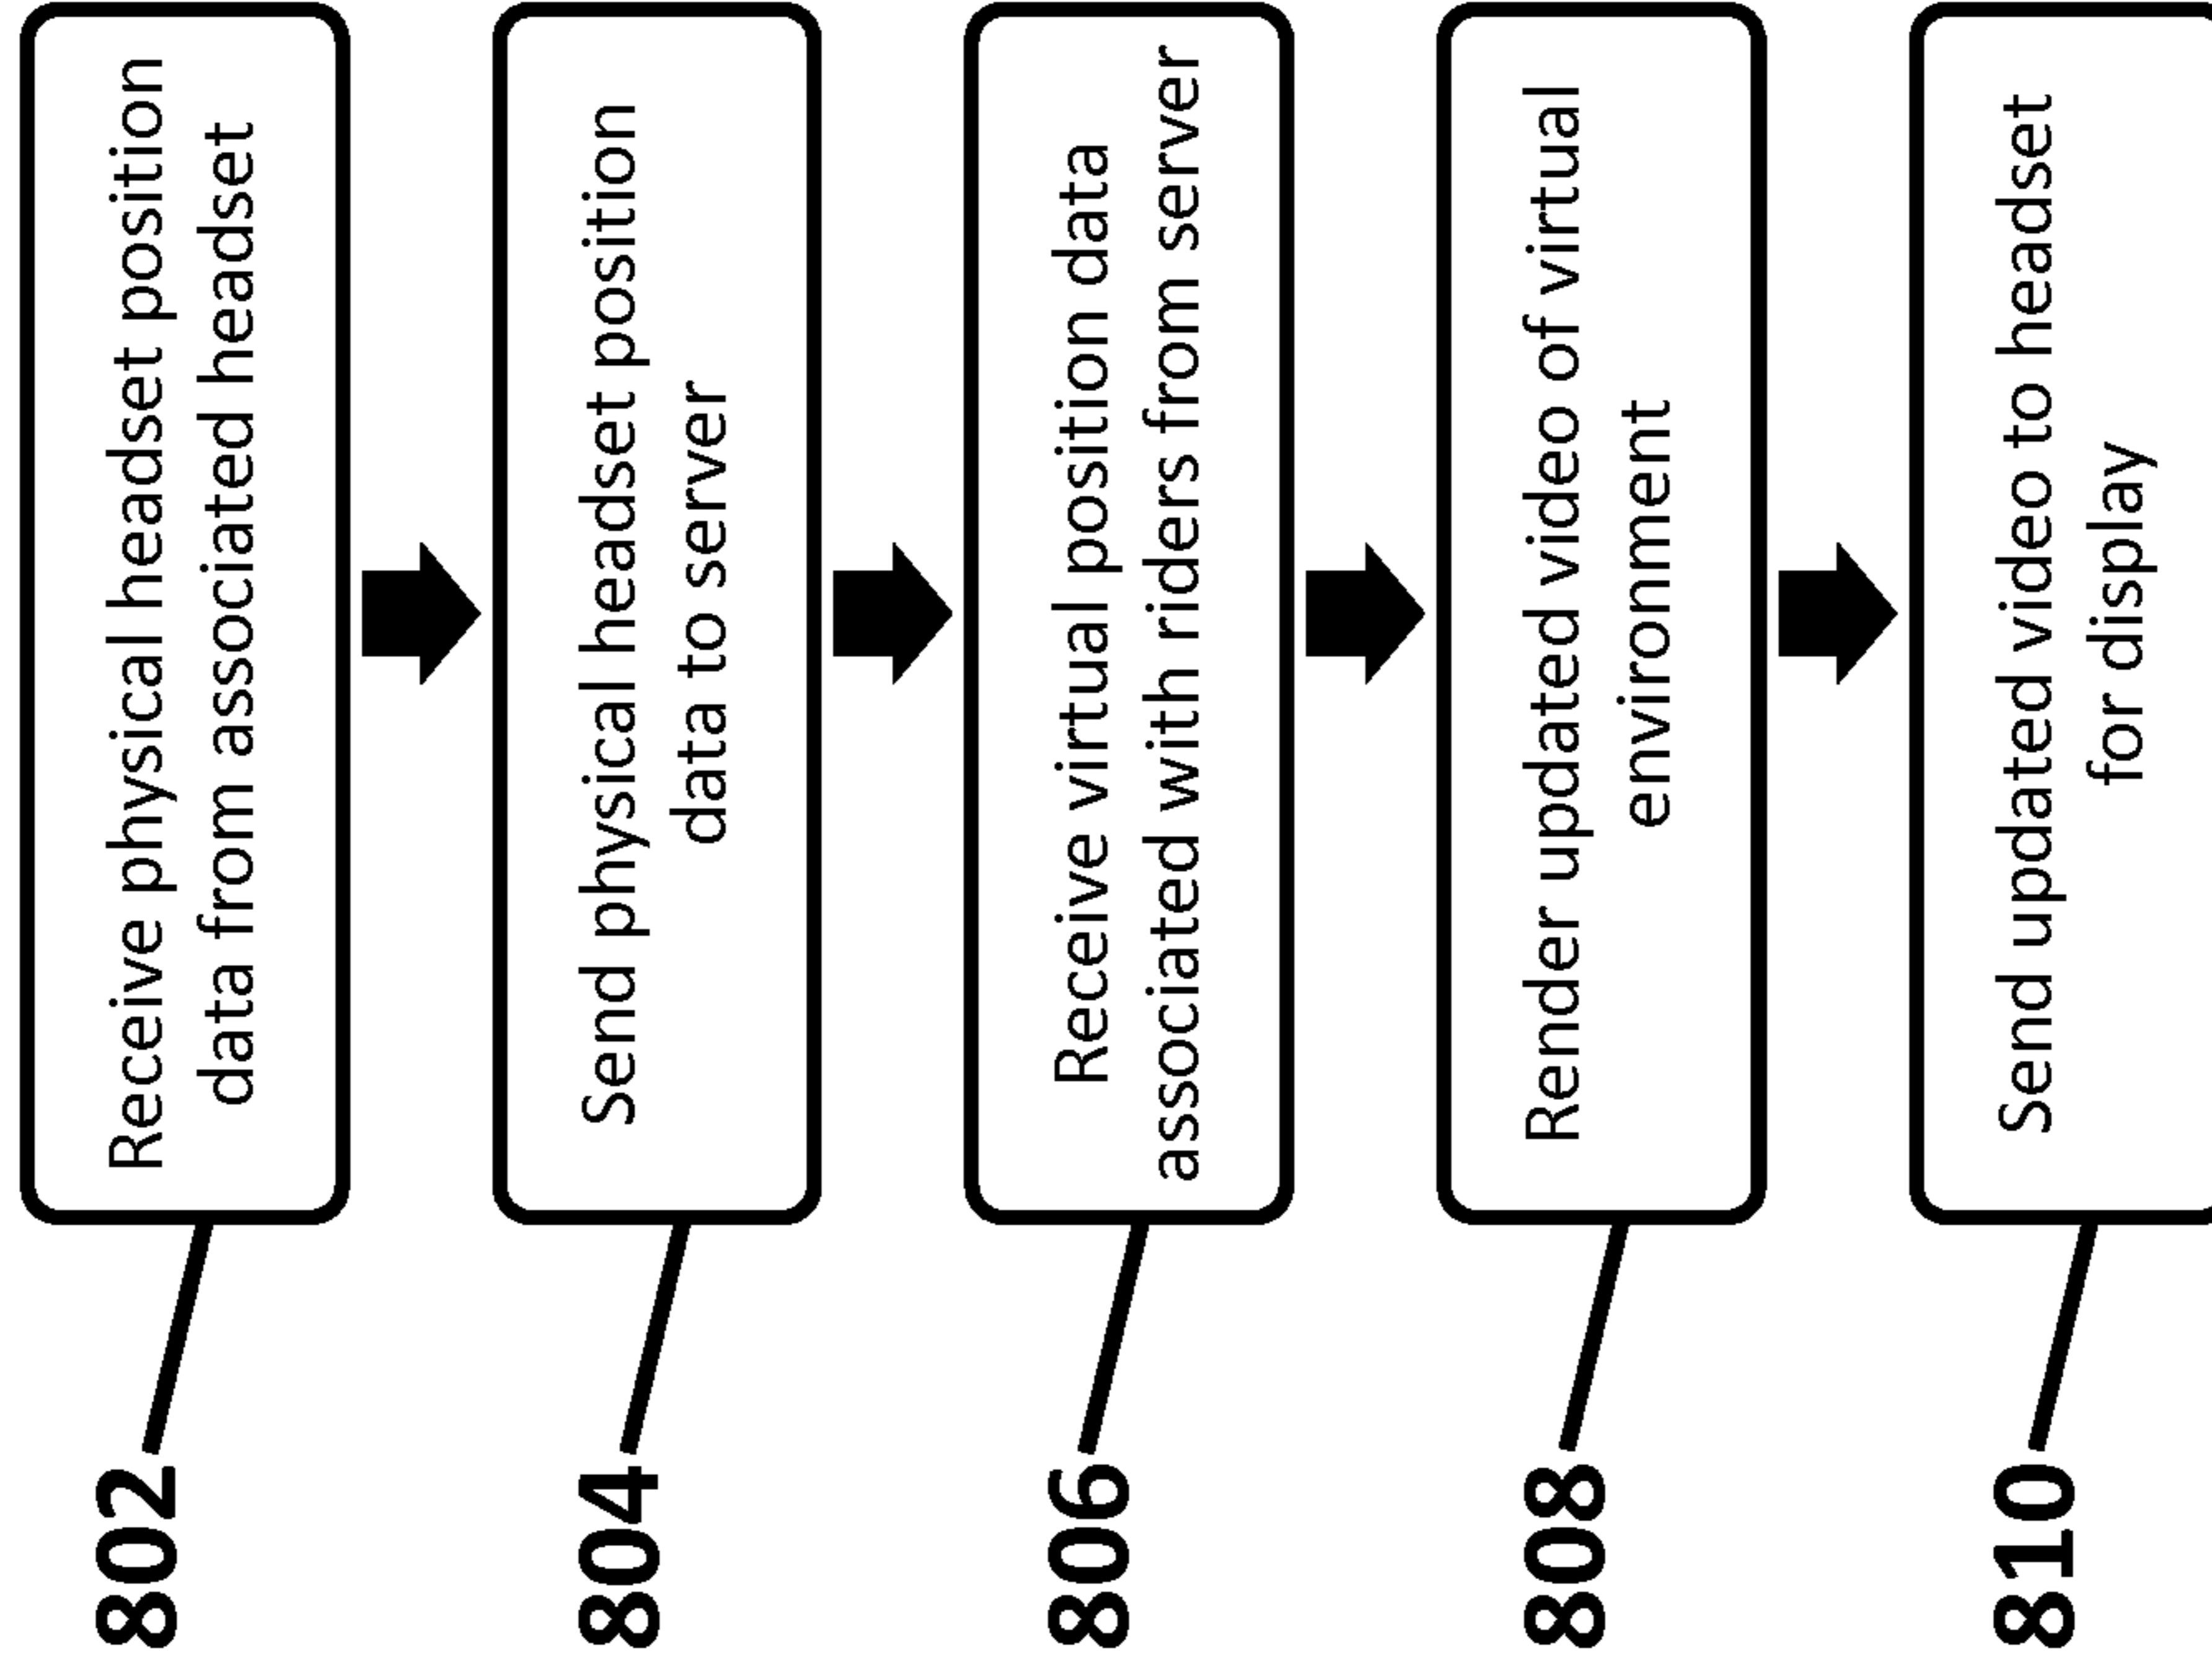 802
Receive physical headset position
data from associated headset
804
Send physical headset position
data to server
806
Receive virtual position data
associated with riders from server
808
Render updated video of virtual
environment
810
Send updated video to headset
for display